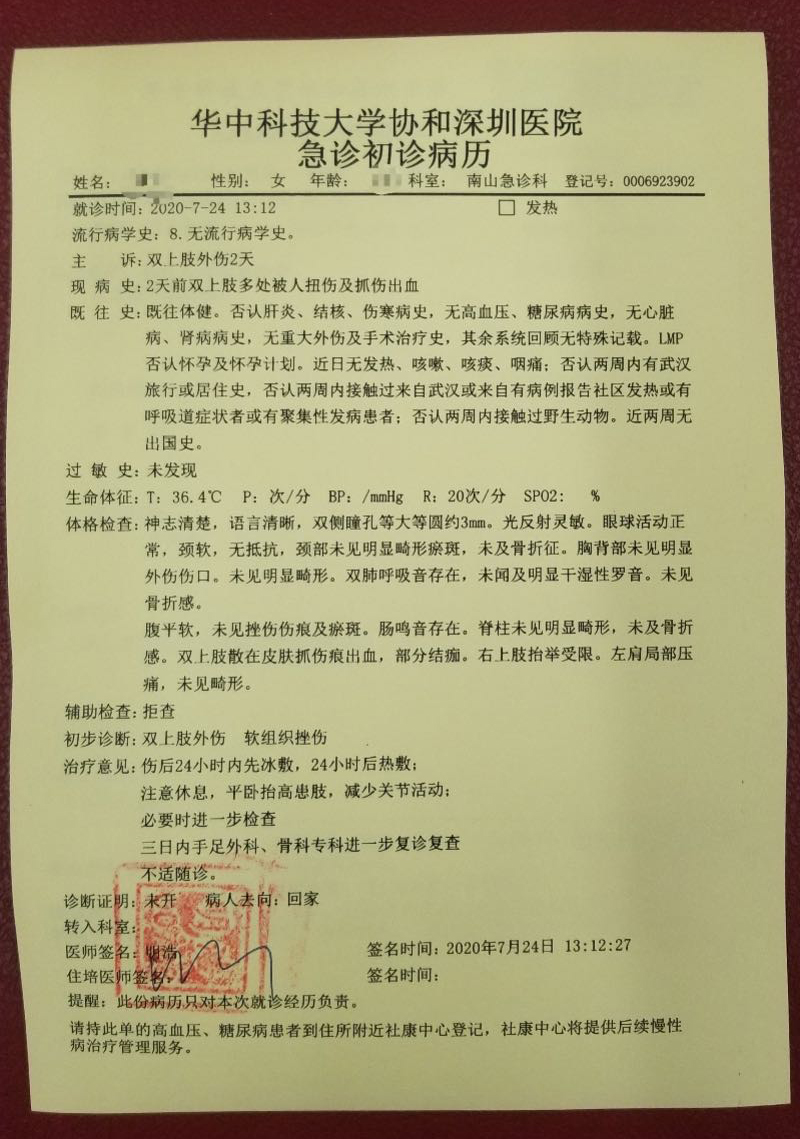 华中科技大学协和深圳医院
急诊初诊病历
姓名: 性别: 女 年龄: 科室: 南山急诊科 登记号: 0006923902
就诊时间: 2020-7-24 13:12 □ 发热
流行病学史: 8.无流行病学史。
主 诉: 双上肢外伤2天
现 病 史: 2天前双上肢多处被人扭伤及抓伤出血
既 往 史: 既往体健。否认肝炎、结核、伤寒病史，无高血压、糖尿病病史，无心脏
病、肾病病史，无重大外伤及手术治疗史，其余系统回顾无特殊记载。LMP
否认怀孕及怀孕计划。近日无发热、咳嗽、咳痰、咽痛；否认两周内有武汉
旅行或居住史，否认两周内接触过来自武汉或来自有病例报告社区发热或有
呼吸道症状者或有聚集性发病患者；否认两周内接触过野生动物。近两周无
出国史。
过 敏 史: 未发现
生命体征: T: 36.4℃ P: 次/分 BP: /mmHg R: 20次/分 SPO2: %
体格检查: 神志清楚，语言清晰，双侧瞳孔等大等圆约3mm。光反射灵敏。眼球活动正
常，颈软，无抵抗，颈部未见明显畸形瘀斑，未及骨折征。胸背部未见明显
外伤伤口。未见明显畸形。双肺呼吸音存在，未闻及明显干湿性罗音。未见
骨折感。
腹平软，未见挫伤伤痕及瘀斑。肠鸣音存在。脊柱未见明显畸形，未及骨折
感。双上肢散在皮肤抓伤痕出血，部分结痂。右上肢抬举受限。左肩局部压
痛，未见畸形。
辅助检查: 拒查
初步诊断: 双上肢外伤 软组织挫伤
治疗意见: 伤后24小时内先冰敷，24小时后热敷；
注意休息，平卧抬高患肢，减少关节活动；
必要时进一步检查
三日内手足外科、骨科专科进一步复诊复查
不适随诊。
诊断证明: 未开 病人去向: 回家
转入科室:
医师签名: 明浩 签名时间: 2020年7月24日 13:12:27
住培医师签名: 签名时间:
提醒: 此份病历只对本次就诊经历负责。
请持此单的高血压、糖尿病患者到住所附近社康中心登记，社康中心将提供后续慢性
病治疗管理服务。